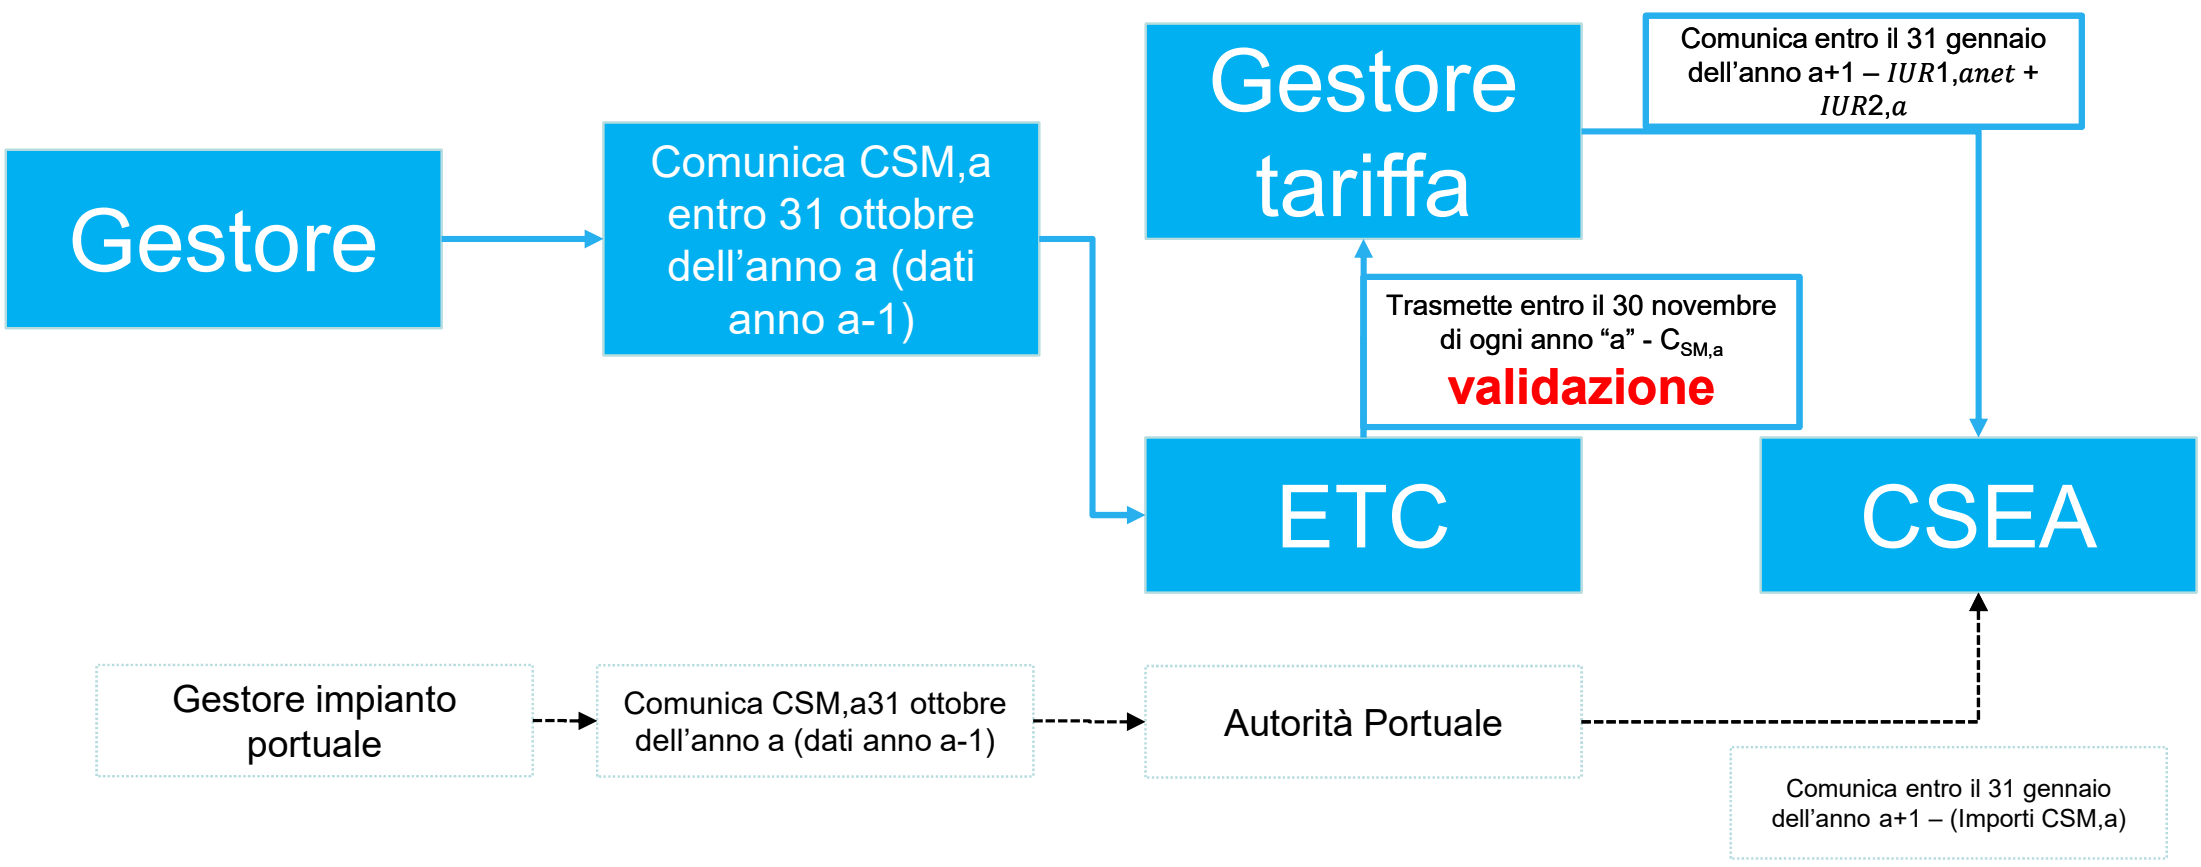 Gestore
Comunica CSM,a
entro 31 ottobre
dell’anno a (dati
anno a-1)
Gestore
tariffa
Comunica entro il 31 gennaio
dell’anno a+1 – IUR1,anet +
IUR2,a
Trasmette entro il 30 novembre
di ogni anno “a” - CSM,a
validazione
ETC
CSEA
Gestore impianto
portuale
Comunica CSM,a31 ottobre
dell’anno a (dati anno a-1)
Autorità Portuale
Comunica entro il 31 gennaio
dell’anno a+1 – (Importi CSM,a)